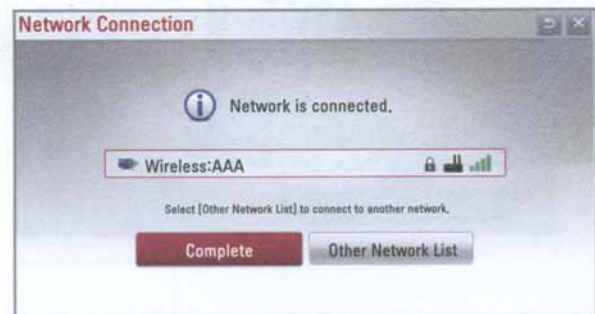 Network Connection
Network is connected.
Wireless:AAA
Select [Other Network List] to connect to another network.
Complete
Other Network List